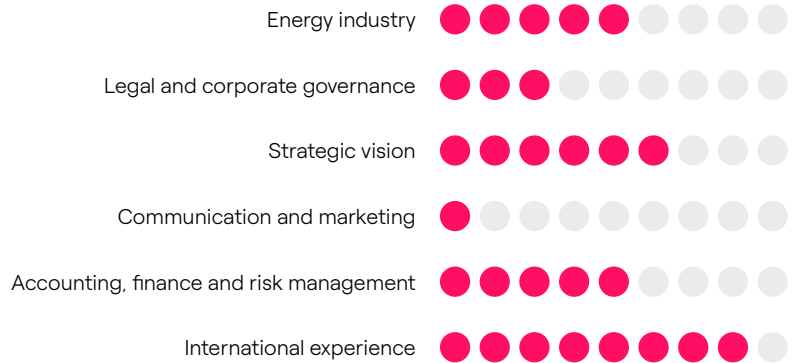 Energy industry
Legal and corporate governance
Strategic vision
Communication and marketing
Accounting, finance and risk management
International experience